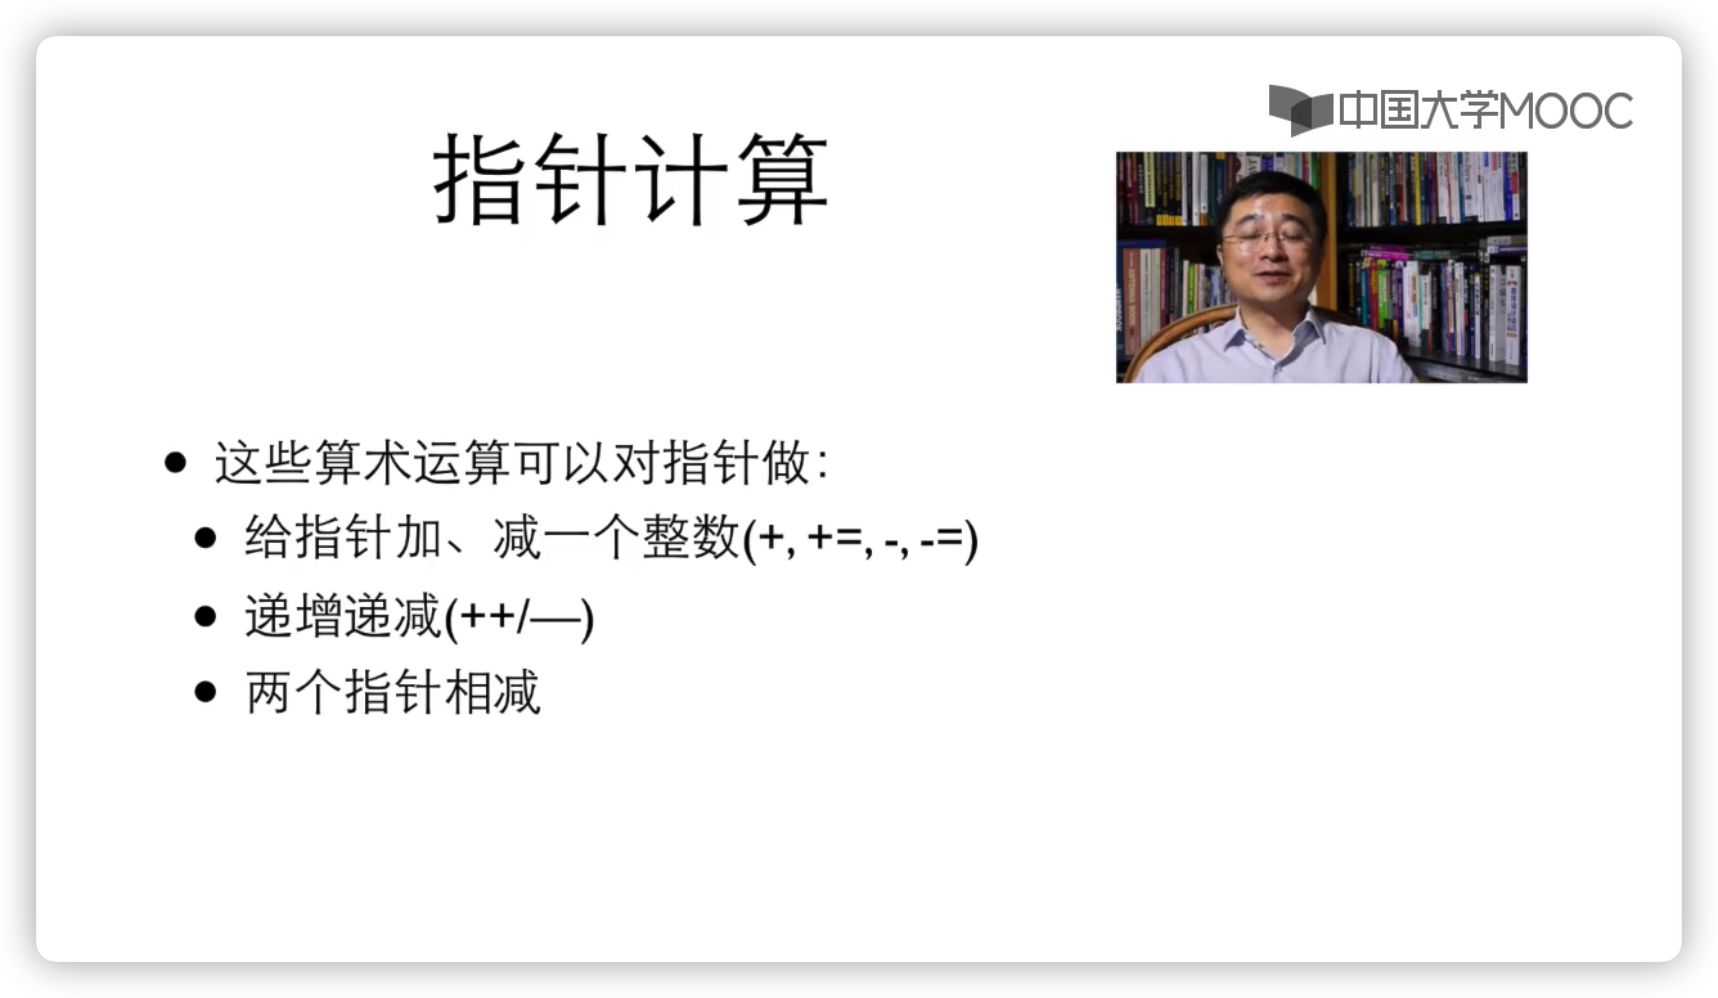 中国大学MOOC
指针计算
这些算术运算可以对指针做：
给指针加、减一个整数(+, +=, -, -=)
递增递减(++/—)
两个指针相减